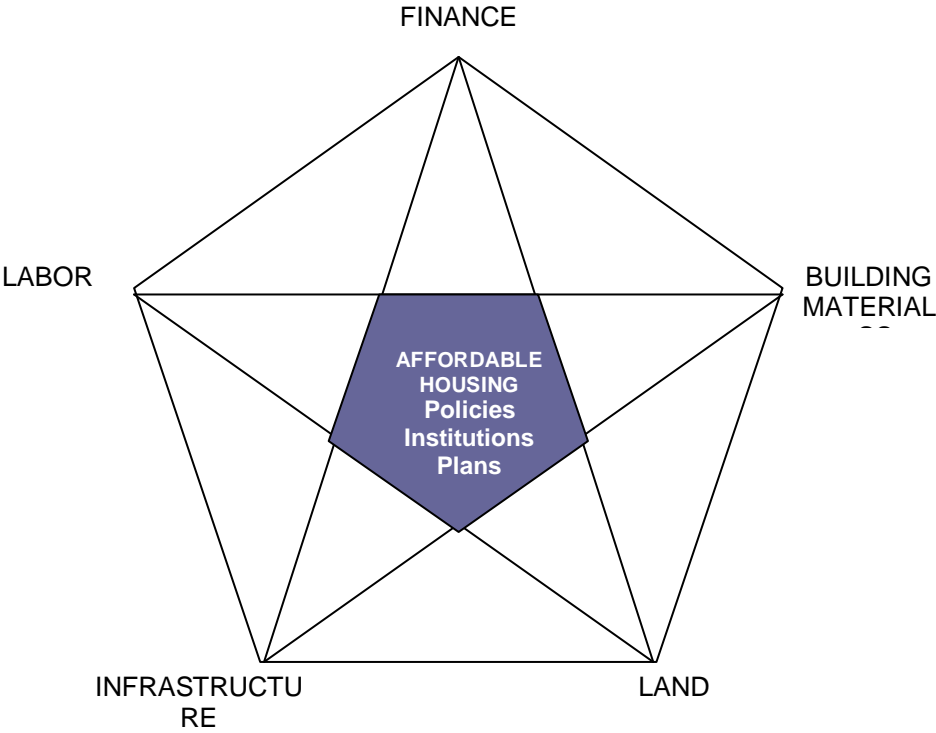 FINANCE
LABOR
BUILDING
MATERIAL
AFFORDABLE
HOUSING
Policies
Institutions
Plans
INFRASTRUCTU
RE
LAND